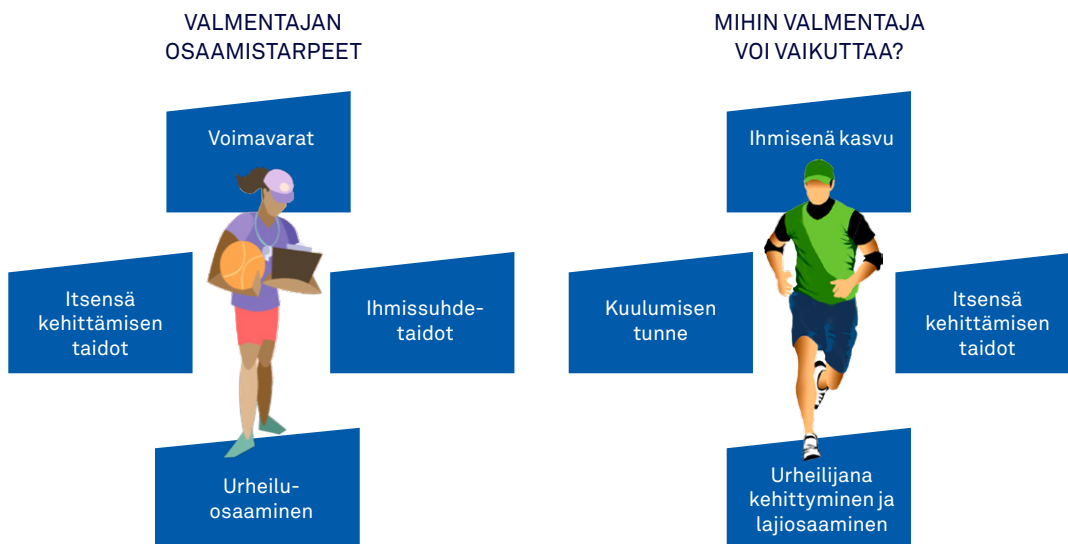 VALMENTAJAN
OSAAMISTARPEET
Voimavarat
Itsensä
kehittämisen
taidot
Ihmissuhde-
taidot
Urheilu-
osaaminen
MIHIN VALMENTAJA
VOI VAIKUTTAA?
Ihmisenä kasvu
Kuulumisen
tunne
Itsensä
kehittämisen
taidot
Urheilijana
kehittyminen ja
lajiosaaminen